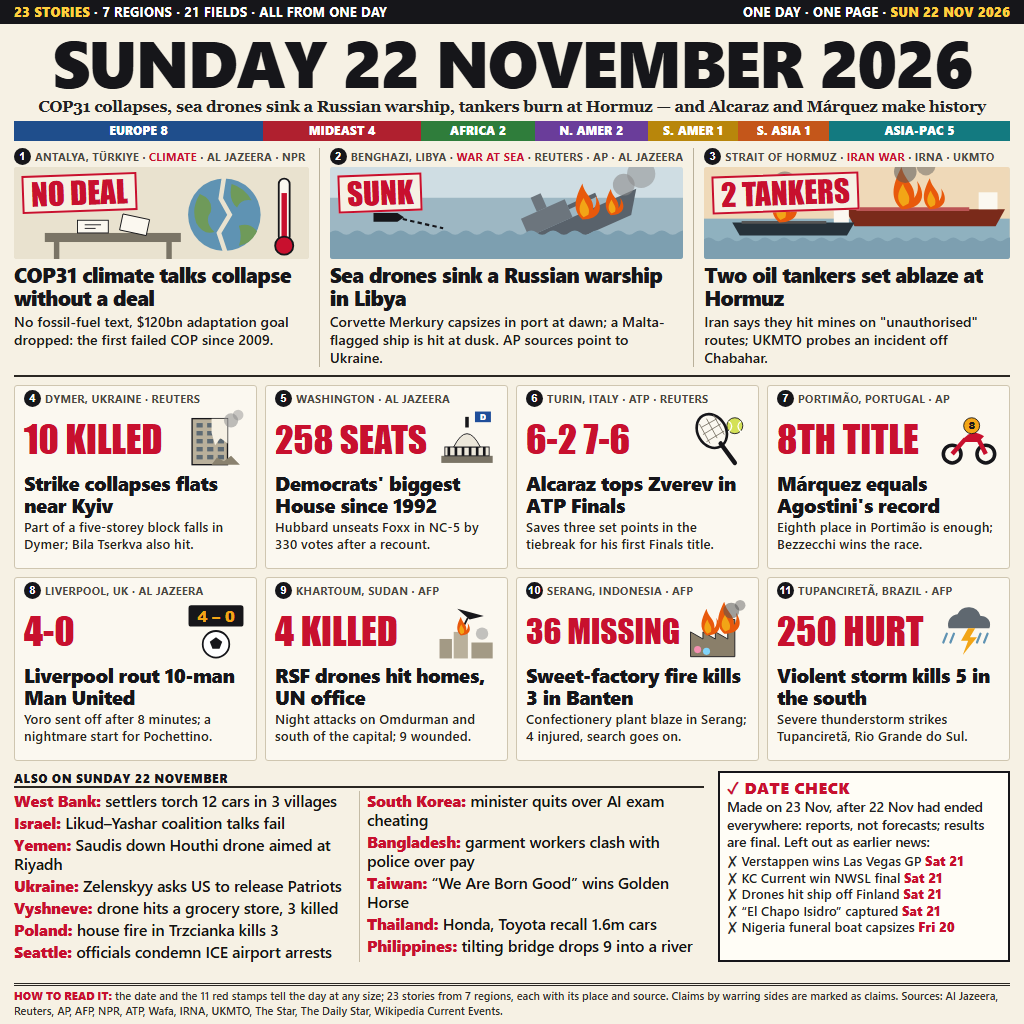 23 STORIES · 7 REGIONS · 21 FIELDS · ALL FROM ONE DAY
ONE DAY · ONE PAGE · SUN 22 NOV 2026
SUNDAY 22 NOVEMBER 2026
COP31 collapses, sea drones sink a Russian warship, tankers burn at Hormuz — and Alcaraz and Márquez make history
EUROPE 8
MIDEAST 4
AFRICA 2
N. AMER 2
S. AMER 1
S. ASIA 1
ASIA-PAC 5
1 ANTALYA, TÜRKIYE · CLIMATE · AL JAZEERA · NPR
NO DEAL
COP31 climate talks collapse
without a deal
No fossil-fuel text, $120bn adaptation goal
dropped: the first failed COP since 2009.
2 BENGHAZI, LIBYA · WAR AT SEA · REUTERS · AP · AL JAZEERA
SUNK
Sea drones sink a Russian warship
in Libya
Corvette Merkury capsizes in port at dawn; a Malta-
flagged ship is hit at dusk. AP sources point to
Ukraine.
3 STRAIT OF HORMUZ · IRAN WAR · IRNA · UKMTO
2 TANKERS
Two oil tankers set ablaze at
Hormuz
Iran says they hit mines on "unauthorised"
routes; UKMTO probes an incident off
Chabahar.
4 DYMER, UKRAINE · REUTERS
10 KILLED
Strike collapses flats
near Kyiv
Part of a five-storey block falls in
Dymer; Bila Tserkva also hit.
5 WASHINGTON · AL JAZEERA
258 SEATS
D
Democrats' biggest
House since 1992
Hubbard unseats Foxx in NC-5 by
330 votes after a recount.
6 TURIN, ITALY · ATP · REUTERS
6-2 7-6
Alcaraz tops Zverev in
ATP Finals
Saves three set points in the
tiebreak for his first Finals title.
7 PORTIMÃO, PORTUGAL · AP
8TH TITLE
8
Márquez equals
Agostini's record
Eighth place in Portimão is enough;
Bezzecchi wins the race.
8 LIVERPOOL, UK · AL JAZEERA
4-0
4 – 0
Liverpool rout 10-man
Man United
Yoro sent off after 8 minutes; a
nightmare start for Pochettino.
9 KHARTOUM, SUDAN · AFP
4 KILLED
RSF drones hit homes,
UN office
Night attacks on Omdurman and
south of the capital; 9 wounded.
10 SERANG, INDONESIA · AFP
36 MISSING
Sweet-factory fire kills
3 in Banten
Confectionery plant blaze in Serang;
4 injured, search goes on.
11 TUPANCIRETÃ, BRAZIL · AFP
250 HURT
Violent storm kills 5 in
the south
Severe thunderstorm strikes
Tupanciretã, Rio Grande do Sul.
ALSO ON SUNDAY 22 NOVEMBER
West Bank: settlers torch 12 cars in 3 villages
Israel: Likud–Yashar coalition talks fail
Yemen: Saudis down Houthi drone aimed at
Riyadh
Ukraine: Zelenskyy asks US to release Patriots
Vyshneve: drone hits a grocery store, 3 killed
Poland: house fire in Trzcianka kills 3
Seattle: officials condemn ICE airport arrests
South Korea: minister quits over AI exam
cheating
Bangladesh: garment workers clash with
police over pay
Taiwan: “We Are Born Good” wins Golden
Horse
Thailand: Honda, Toyota recall 1.6m cars
Philippines: tilting bridge drops 9 into a river
✓ DATE CHECK
Made on 23 Nov, after 22 Nov had ended
everywhere: reports, not forecasts; results
are final. Left out as earlier news:
✗ Verstappen wins Las Vegas GP Sat 21
✗ KC Current win NWSL final Sat 21
✗ Drones hit ship off Finland Sat 21
✗ “El Chapo Isidro” captured Sat 21
✗ Nigeria funeral boat capsizes Fri 20
HOW TO READ IT: the date and the 11 red stamps tell the day at any size; 23 stories from 7 regions, each with its place and source. Claims by warring sides are marked as claims. Sources: Al Jazeera,
Reuters, AP, AFP, NPR, ATP, Wafa, IRNA, UKMTO, The Star, The Daily Star, Wikipedia Current Events.